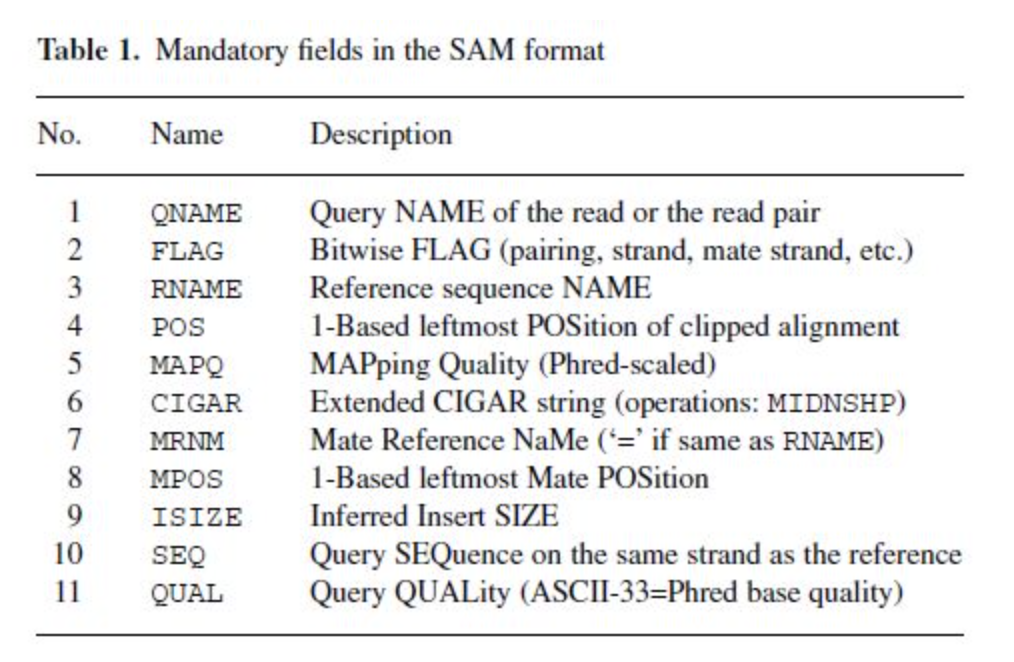 Table 1. Mandatory fields in the SAM format
No. Name Description
1 QNAME Query NAME of the read or the read pair
2 FLAG Bitwise FLAG (pairing, strand, mate strand, etc.)
3 RNAME Reference sequence NAME
4 POS 1-Based leftmost POSition of clipped alignment
5 MAPQ MAPping Quality (Phred-scaled)
6 CIGAR Extended CIGAR string (operations: MIDNSHP)
7 MRNM Mate Reference NaMe (‘=’ if same as RNAME)
8 MPOS 1-Based leftmost Mate POSition
9 ISIZE Inferred Insert SIZE
10 SEQ Query SEQuence on the same strand as the reference
11 QUAL Query QUALity (ASCII-33=Phred base quality)